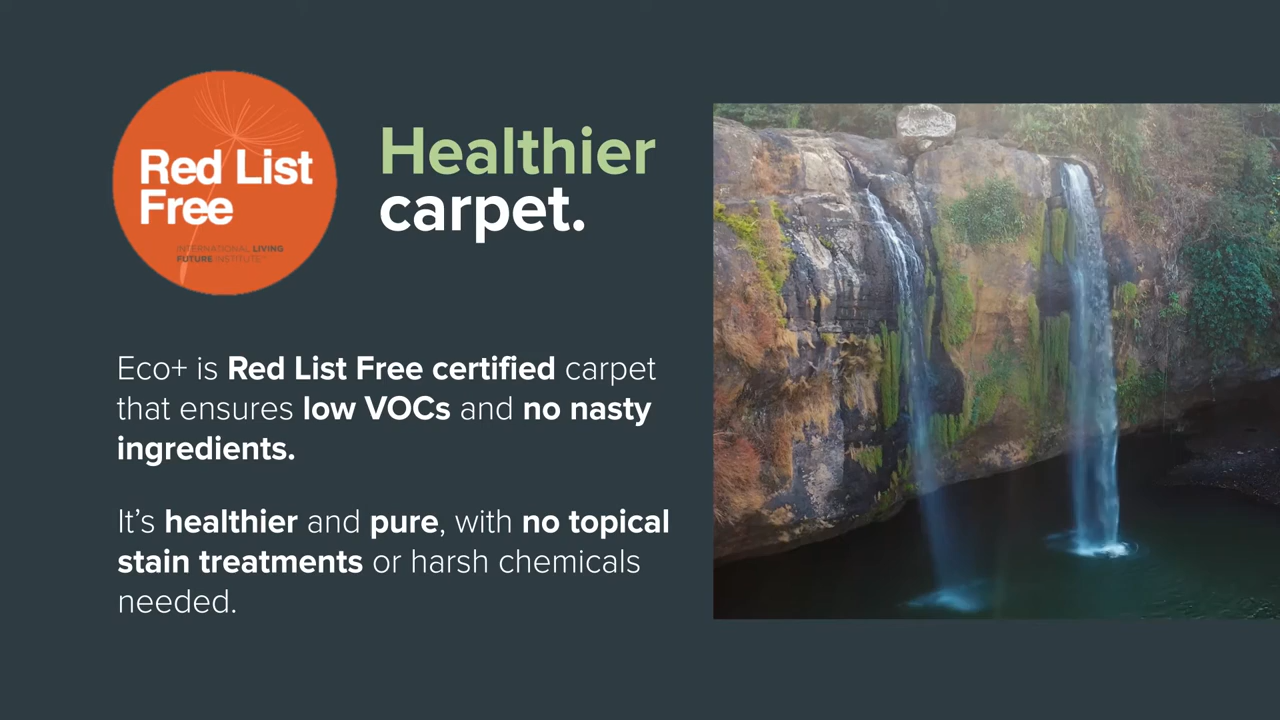 Red List
Free
INTERNATIONAL LIVING
FUTURE INSTITUTE
Healthier
carpet.
Eco+ is Red List Free certified carpet
that ensures low VOCs and no nasty
ingredients.
It’s healthier and pure, with no topical
stain treatments or harsh chemicals
needed.